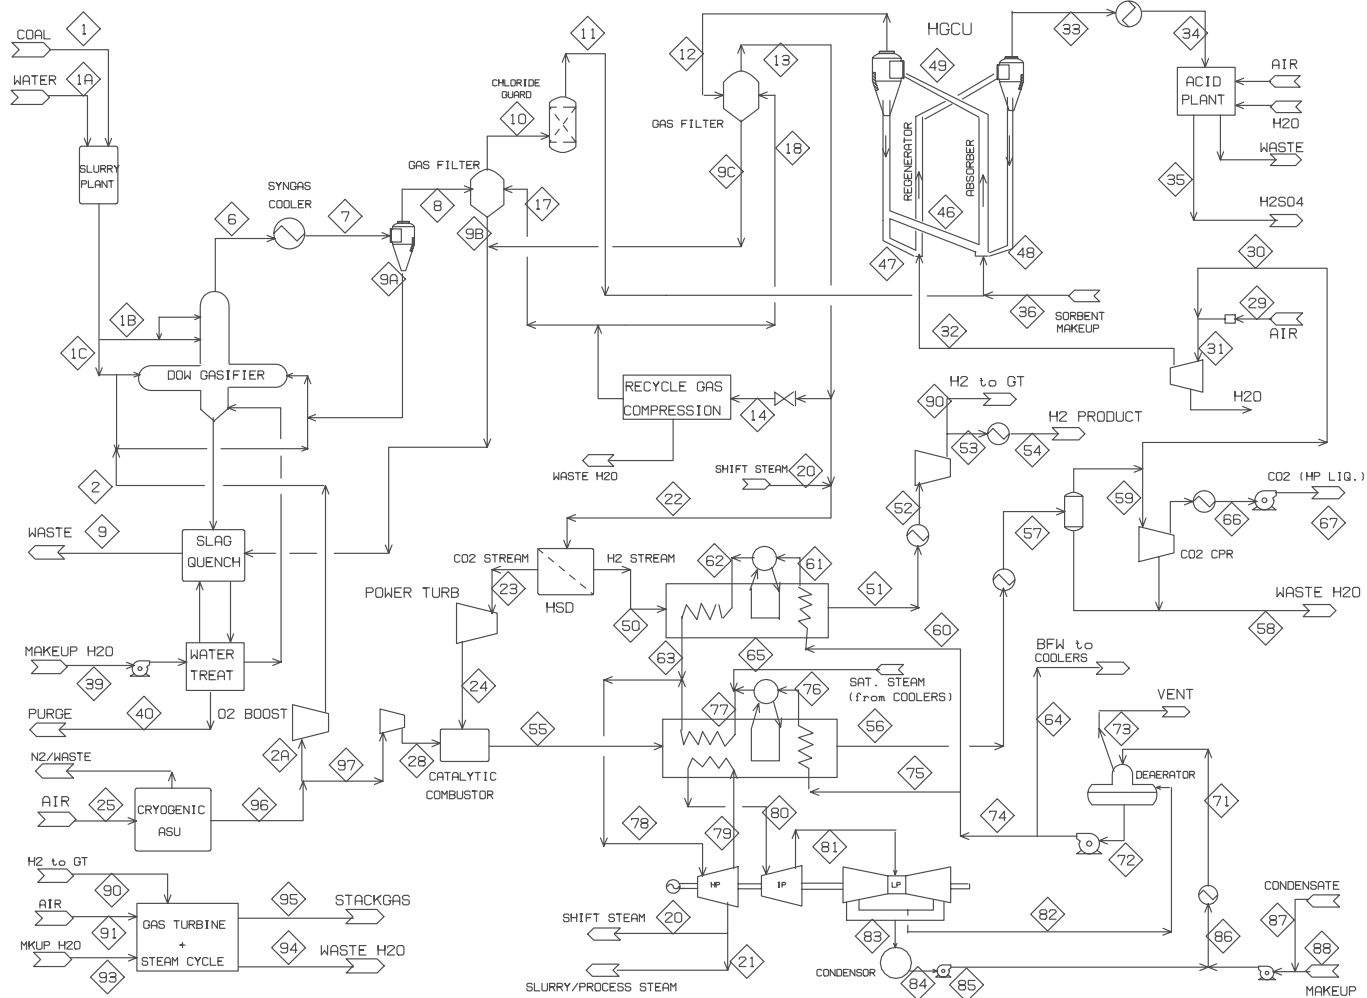 COAL
1
WATER
1A
SLURRY
PLANT
SYNGAS
COOLER
6
7
1B
1C
DOW GASIFIER
2
WASTE
9
SLAG
QUENCH
MAKEUP H2O
39
WATER
TREAT
PURGE
40
O2 BOOST
2A
N2/WASTE
AIR
25
CRYOGENIC
ASU
96
97
28
H2 to GT
90
AIR
91
MKUP H2O
93
GAS TURBINE
+
STEAM CYCLE
95
STACKGAS
94
WASTE H2O
GAS FILTER
8
9A
9B
CHLORIDE
GUARD
10
11
17
12
13
GAS FILTER
9C
18
HGCU
49
REGENERATOR
ABSORBER
46
47
48
33
34
ACID
PLANT
AIR
H2O
WASTE
35
H2SO4
36
SORBENT
MAKEUP
32
30
29
AIR
31
H2O
RECYCLE GAS
COMPRESSION
14
WASTE H2O
SHIFT STEAM
20
22
CO2 STREAM
H2 STREAM
HSD
23
50
POWER TURB
24
CATALYTIC
COMBUSTOR
55
62
61
51
52
90
H2 to GT
53
54
H2 PRODUCT
57
59
CO2 (HP LIQ.)
66
67
CO2 CPR
WASTE H2O
58
60
63
65
SAT. STEAM
(from COOLERS)
77
76
56
75
BFW to
COOLERS
64
VENT
73
DEAERATOR
71
72
74
78
79
80
81
HP
IP
LP
SHIFT STEAM
20
21
SLURRY/PROCESS STEAM
82
83
CONDENSOR
84
85
86
CONDENSATE
87
88
MAKEUP